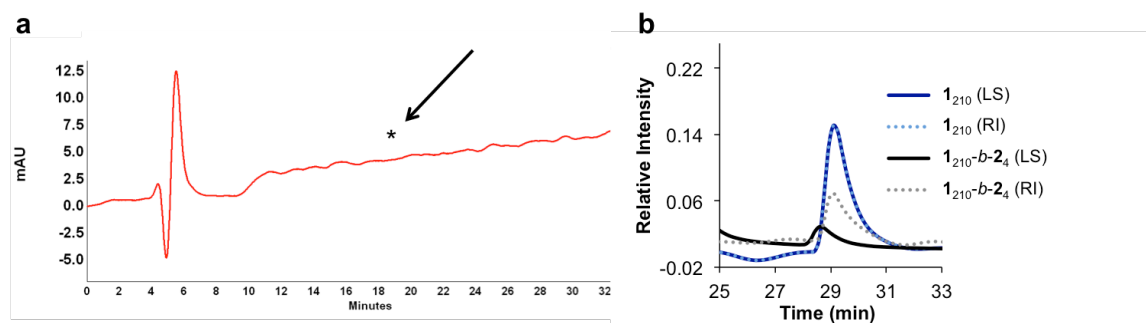 a
12.5
10.0
7.5
5.0
2.5
0.0
-2.5
-5.0
mAU
*
0 2 4 6 8 10 12 14 16 18 20 22 24 26 28 30 32
Minutes
b
0.22
0.14
0.06
-0.02
Relative Intensity
25 27 29 31 33
Time (min)
1₂₁₀ (LS)
1₂₁₀ (RI)
1₂₁₀-b-2₄ (LS)
1₂₁₀-b-2₄ (RI)